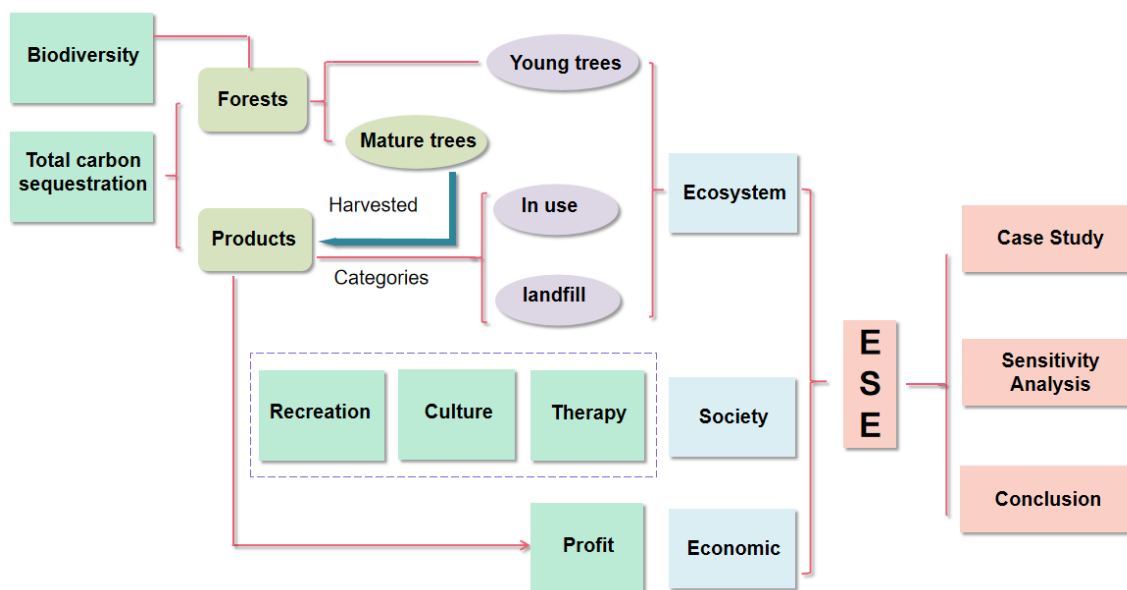 Biodiversity
Forests
Young trees
Mature trees
Total carbon
sequestration
Harvested
In use
Ecosystem
Products
Categories
landfill
Case Study
E
S
E
Sensitivity
Analysis
Recreation
Culture
Therapy
Society
Conclusion
Profit
Economic